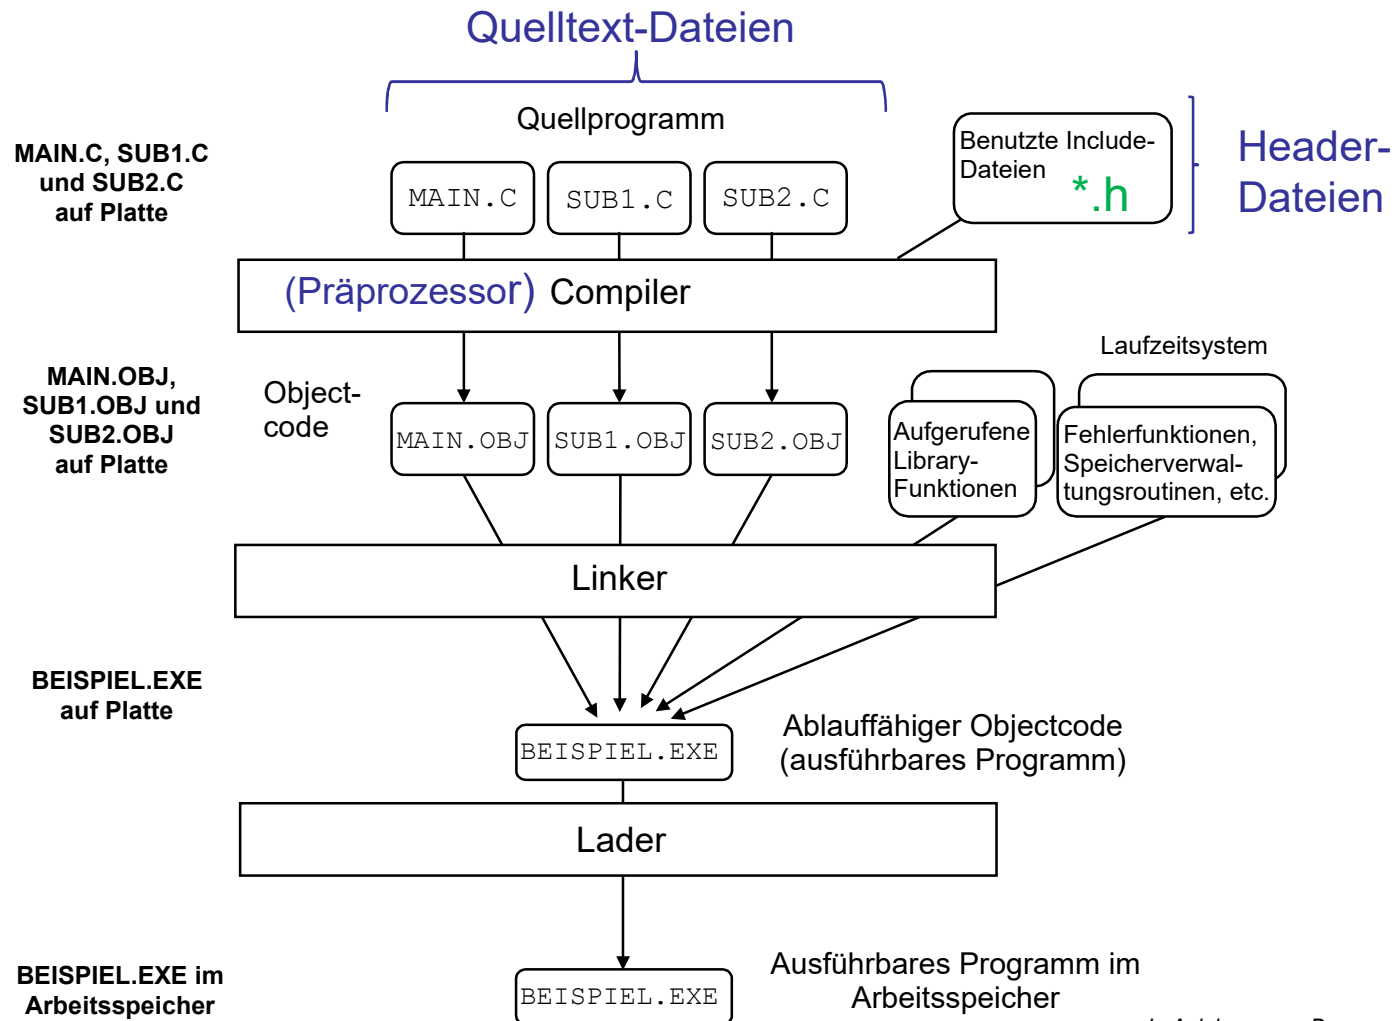 Quelltext-Dateien
Quellprogramm
MAIN.C, SUB1.C
und SUB2.C
auf Platte
MAIN.C
SUB1.C
SUB2.C
Benutzte Include-
Dateien
*.h
Header-
Dateien
(Präprozessor) Compiler
MAIN.OBJ,
SUB1.OBJ und
SUB2.OBJ
auf Platte
Object-
code
MAIN.OBJ
SUB1.OBJ
SUB2.OBJ
Aufgerufene
Library-
Funktionen
Laufzeitsystem
Fehlerfunktionen,
Speicherverwal-
tungsroutinen, etc.
Linker
BEISPIEL.EXE
auf Platte
BEISPIEL.EXE
Ablauffähiger Objectcode
(ausführbares Programm)
Lader
BEISPIEL.EXE im
Arbeitsspeicher
BEISPIEL.EXE
Ausführbares Programm im
Arbeitsspeicher